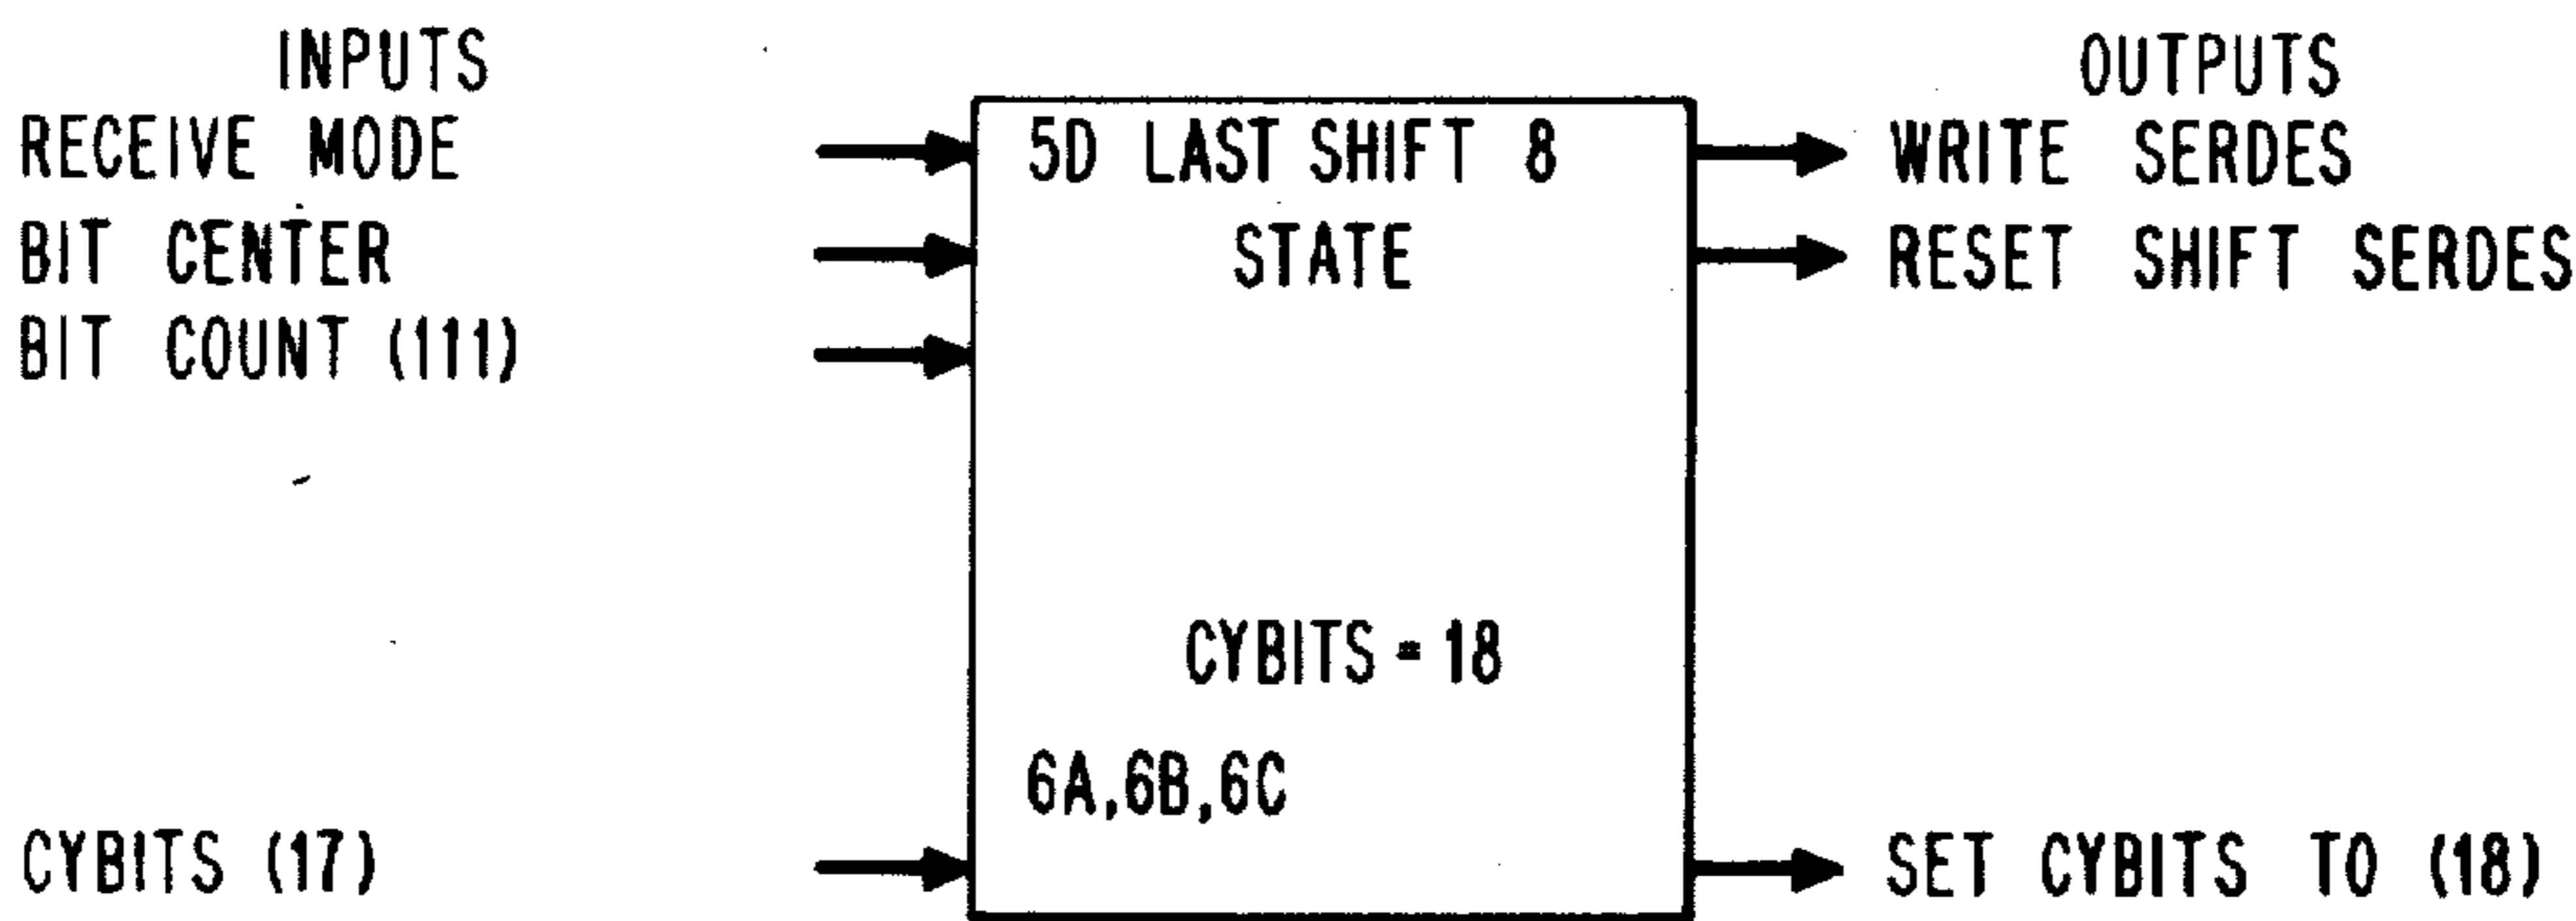 INPUTS
RECEIVE MODE
BIT CENTER
BIT COUNT (111)
CYBITS (17)
5D LAST SHIFT 8
STATE
CYBITS = 18
6A,6B,6C
OUTPUTS
WRITE SERDES
RESET SHIFT SERDES
SET CYBITS TO (18)